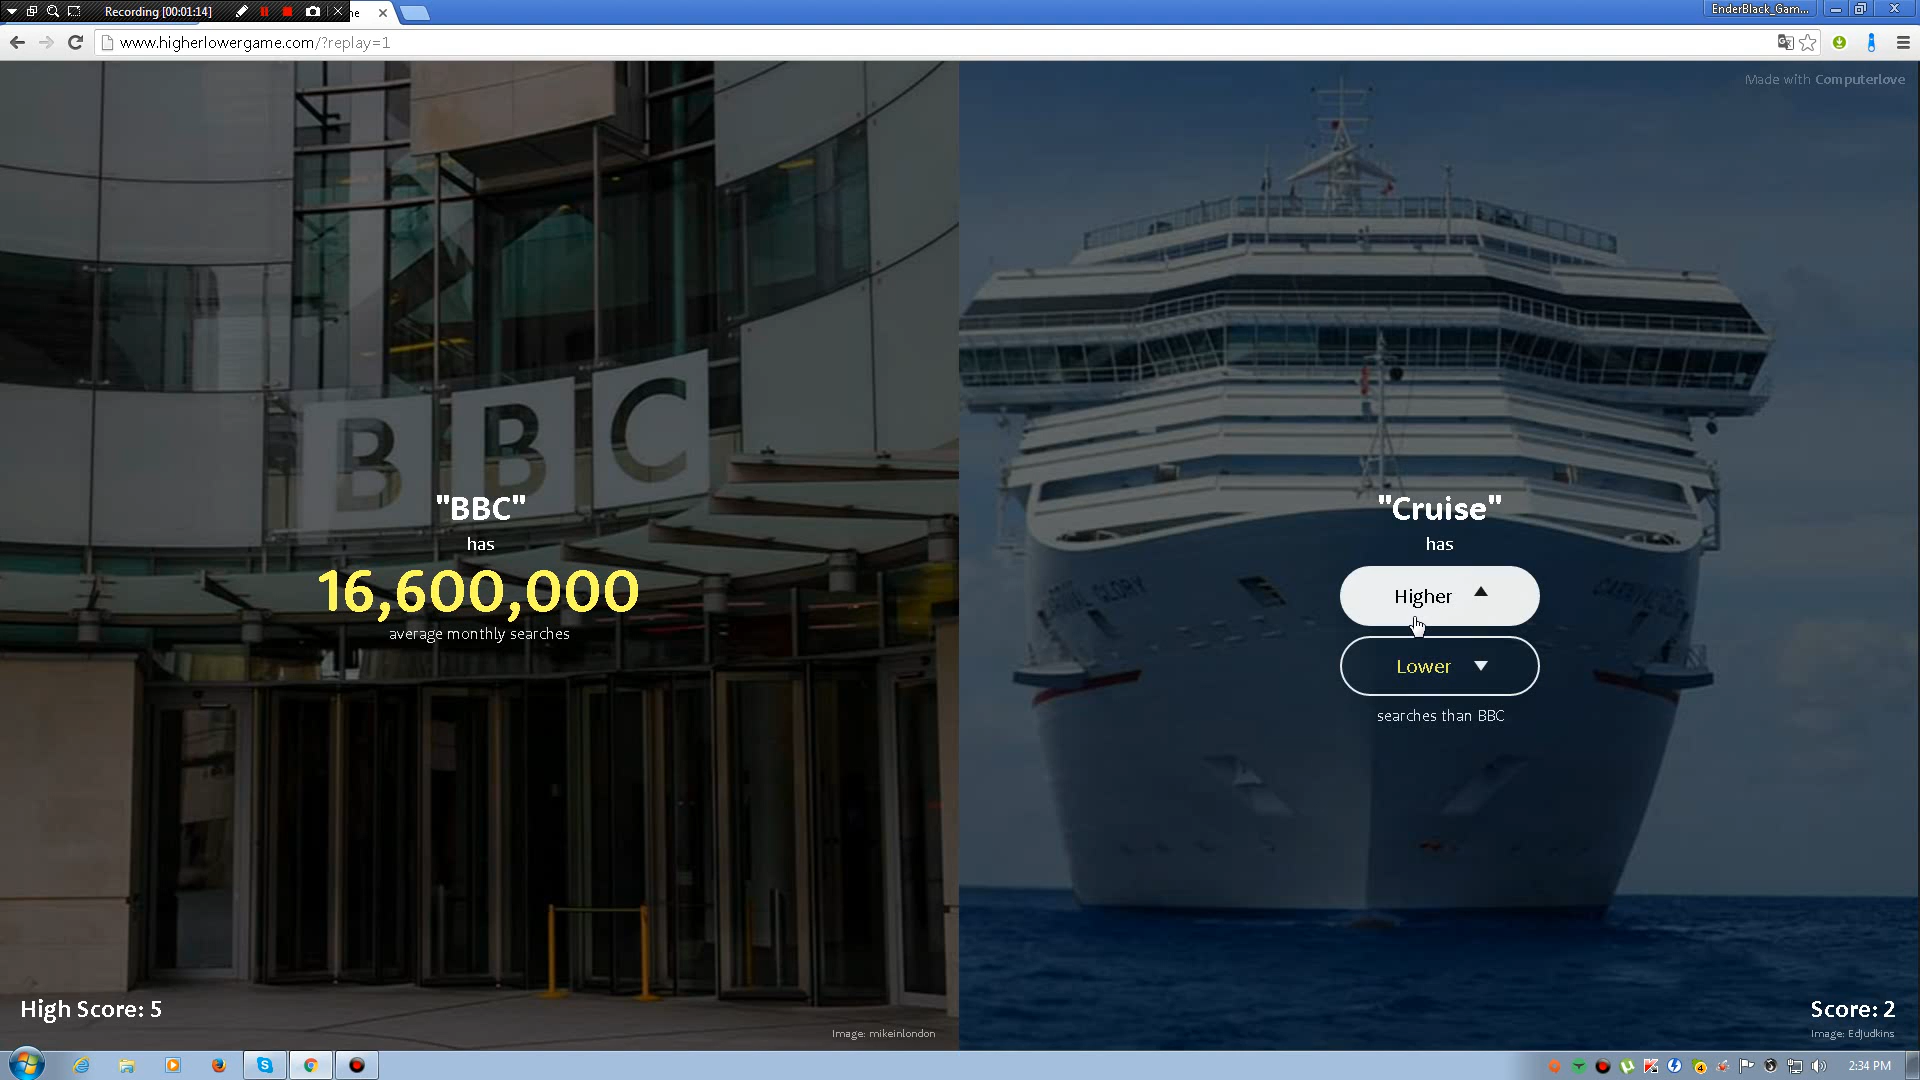 Recording [00:01:14]
ne
EnderBlack_Gam...
www.higherlowergame.com/?replay=1
Made with Computerlove
BBC
"BBC"
has
16,600,000
average monthly searches
"Cruise"
has
Higher
Lower
searches than BBC
High Score: 5
Image: mikeinlondon
Score: 2
Image: EdJudkins
4
2:34 PM